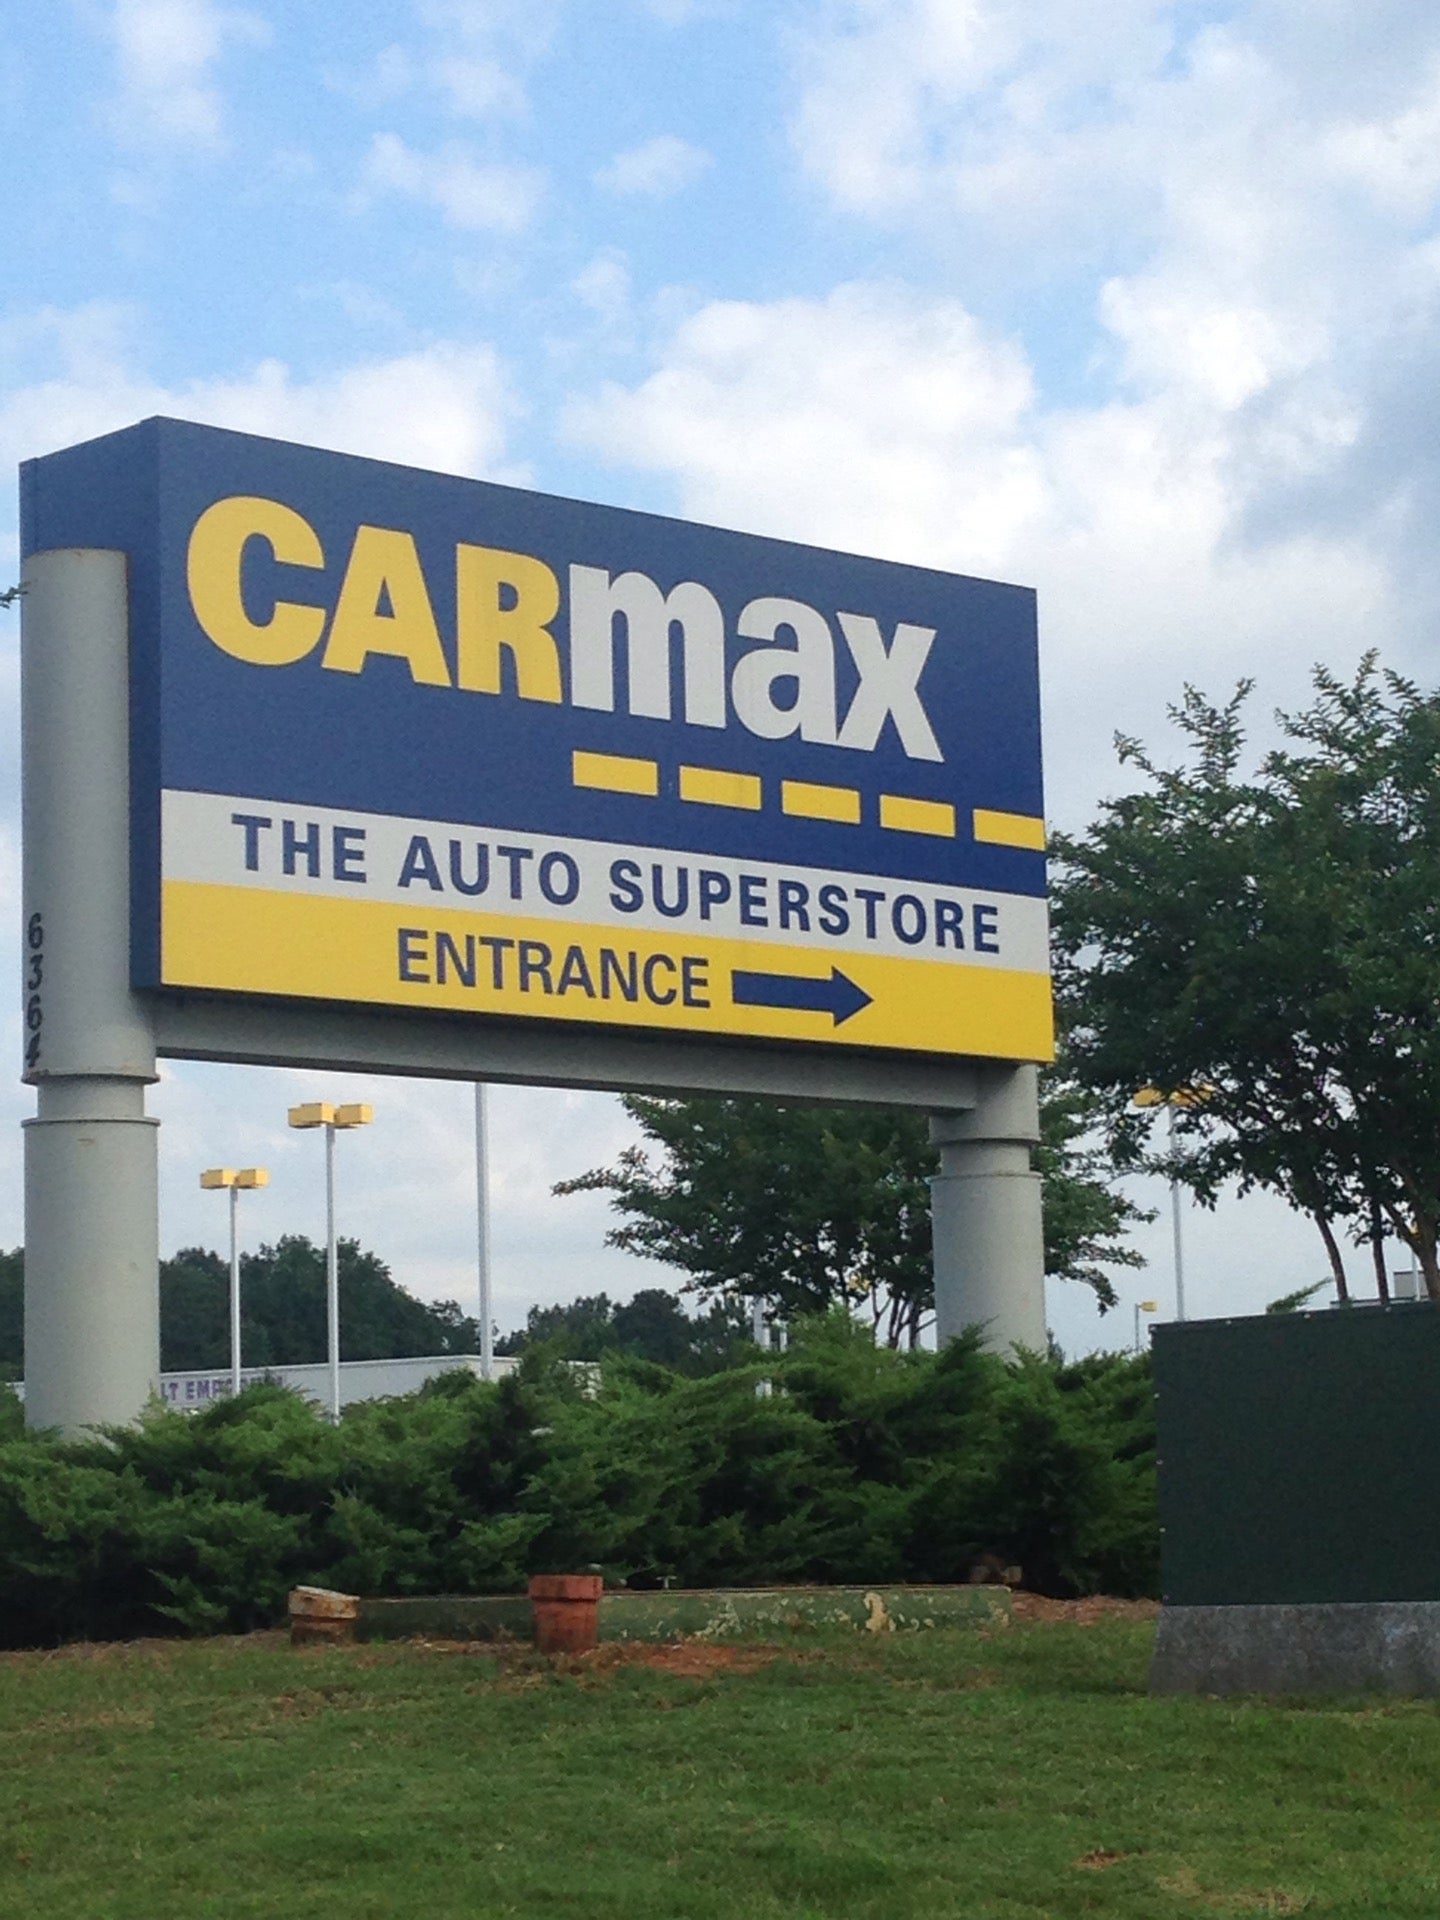 CARmax
THE AUTO SUPERSTORE
ENTRANCE
6364